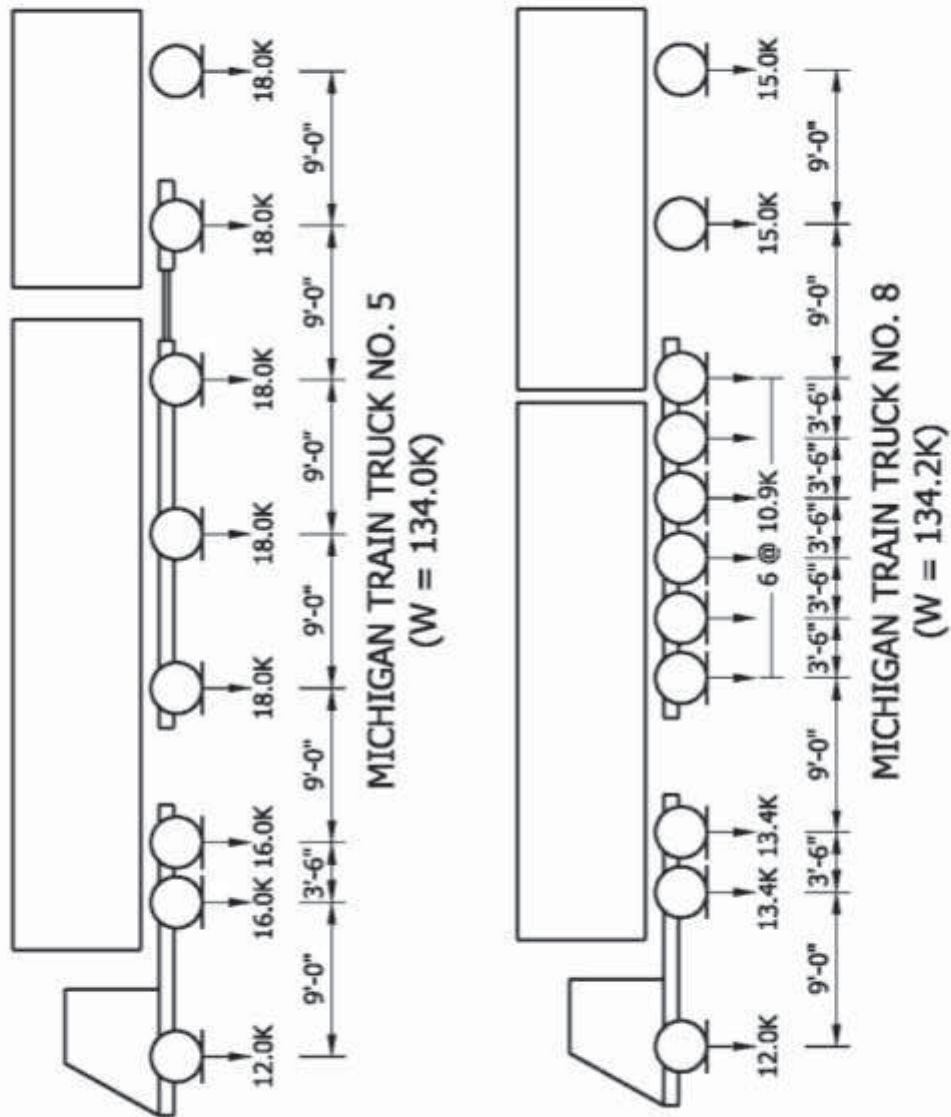 12.0K 16.0K 16.0K 18.0K 18.0K 18.0K 18.0K 18.0K
9'-0" 3'-6" 9'-0" 9'-0" 9'-0" 9'-0" 9'-0"
MICHIGAN TRAIN TRUCK NO. 5
(W = 134.0K)
12.0K 13.4K 13.4K 6 @ 10.9K 15.0K 15.0K
9'-0" 3'-6" 9'-0" 3'-6" 3'-6" 3'-6" 3'-6" 3'-6" 9'-0" 9'-0"
MICHIGAN TRAIN TRUCK NO. 8
(W = 134.2K)